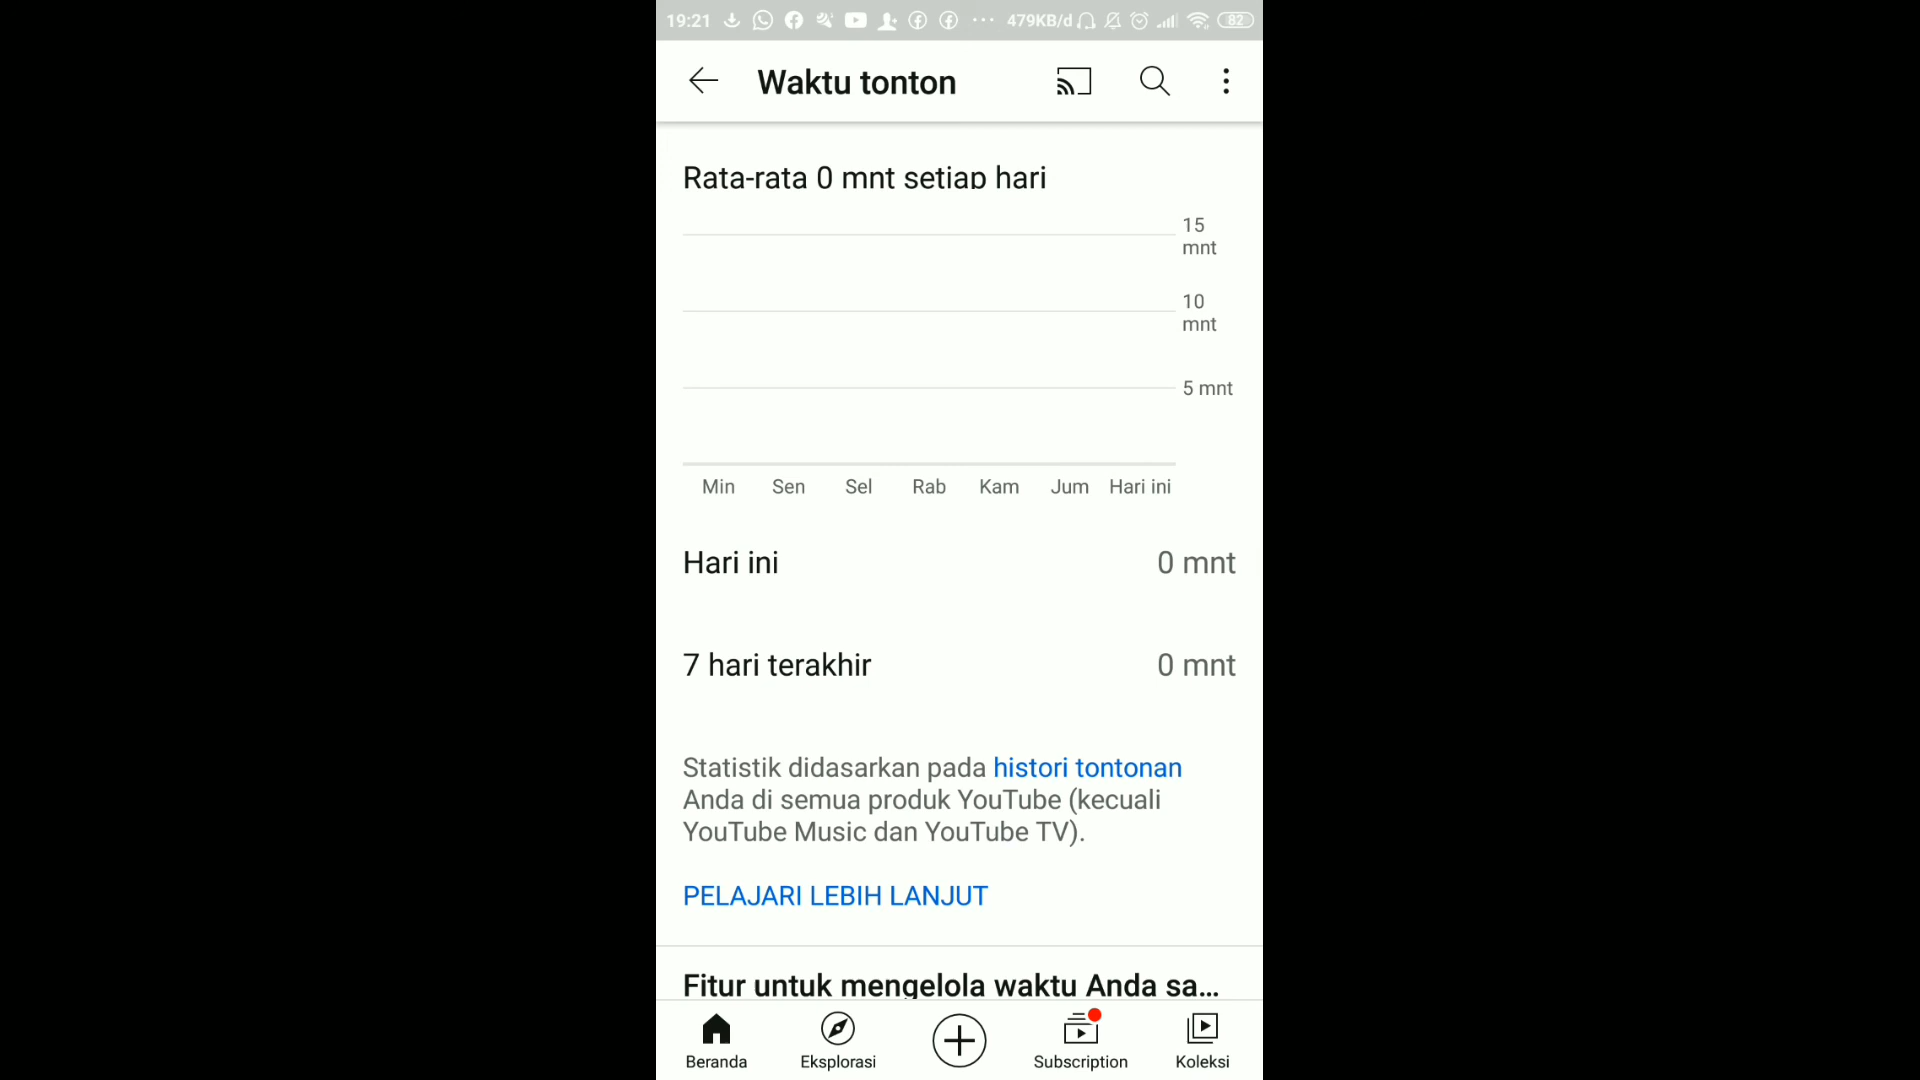 19:21 479KB/d 82
Waktu tonton
Rata-rata 0 mnt setiap hari
15
mnt
10
mnt
5 mnt
Min Sen Sel Rab Kam Jum Hari ini
Hari ini 0 mnt
7 hari terakhir 0 mnt
Statistik didasarkan pada histori tontonan
Anda di semua produk YouTube (kecuali
YouTube Music dan YouTube TV).
PELAJARI LEBIH LANJUT
Fitur untuk mengelola waktu Anda sa...
Beranda Eksplorasi Subscription Koleksi